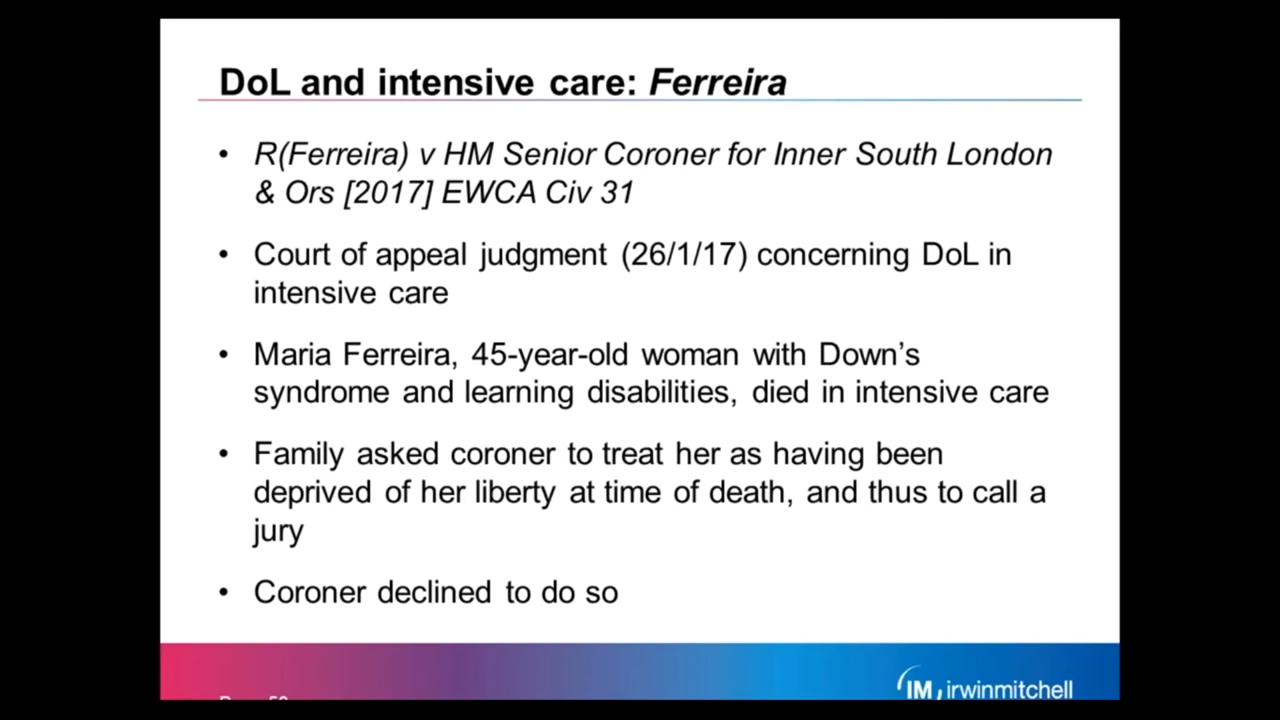 DoL and intensive care: Ferreira
• R(Ferreira) v HM Senior Coroner for Inner South London
& Ors [2017] EWCA Civ 31
• Court of appeal judgment (26/1/17) concerning DoL in
intensive care
• Maria Ferreira, 45-year-old woman with Down’s
syndrome and learning disabilities, died in intensive care
• Family asked coroner to treat her as having been
deprived of her liberty at time of death, and thus to call a
jury
• Coroner declined to do so
IM irwinmitchell